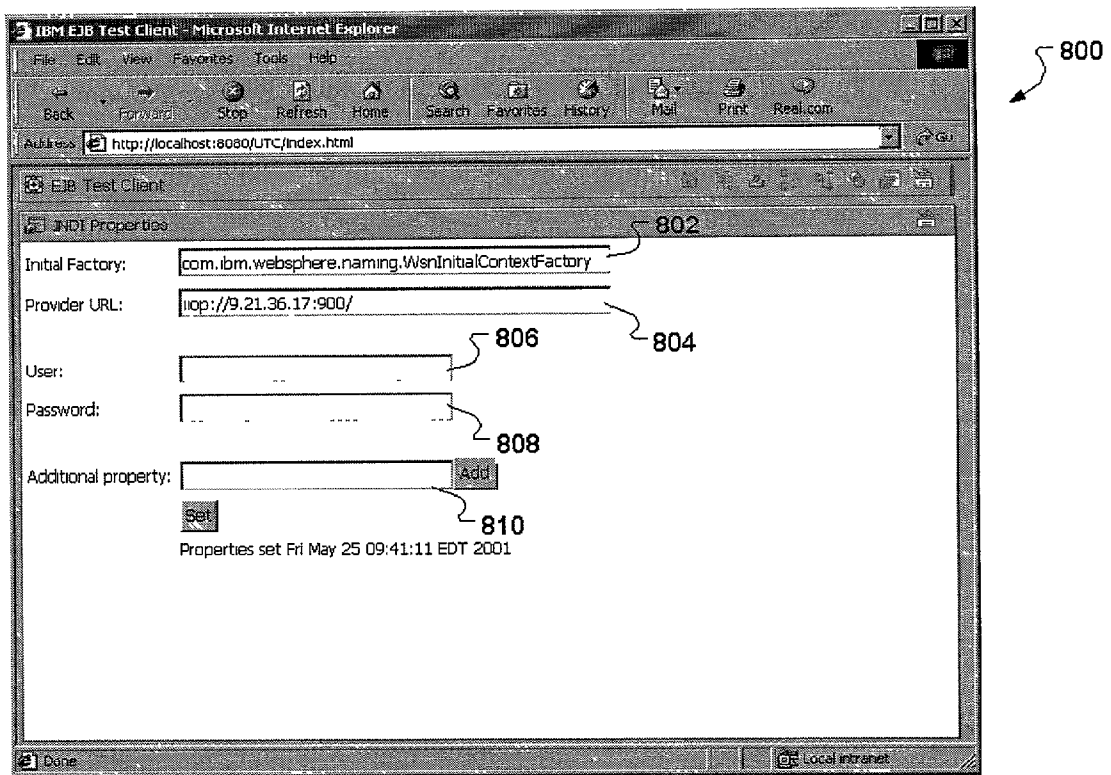 IBM EJB Test Client - Microsoft Internet Explorer
800
File Edit View Favorites Tools Help
Back Forward Stop Refresh Home Search Favorites History Mail Print Real.com
Address http://localhost:8080/UTC/index.html Go
EJB Test Client
JNDI Properties
802
Initial Factory: com.ibm.websphere.naming.WsnInitialContextFactory
Provider URL: iiop://9.21.36.17:900/
804
806
User:
Password:
808
Additional property: Add
Set
810
Properties set Fri May 25 09:41:11 EDT 2001
Done Local intranet